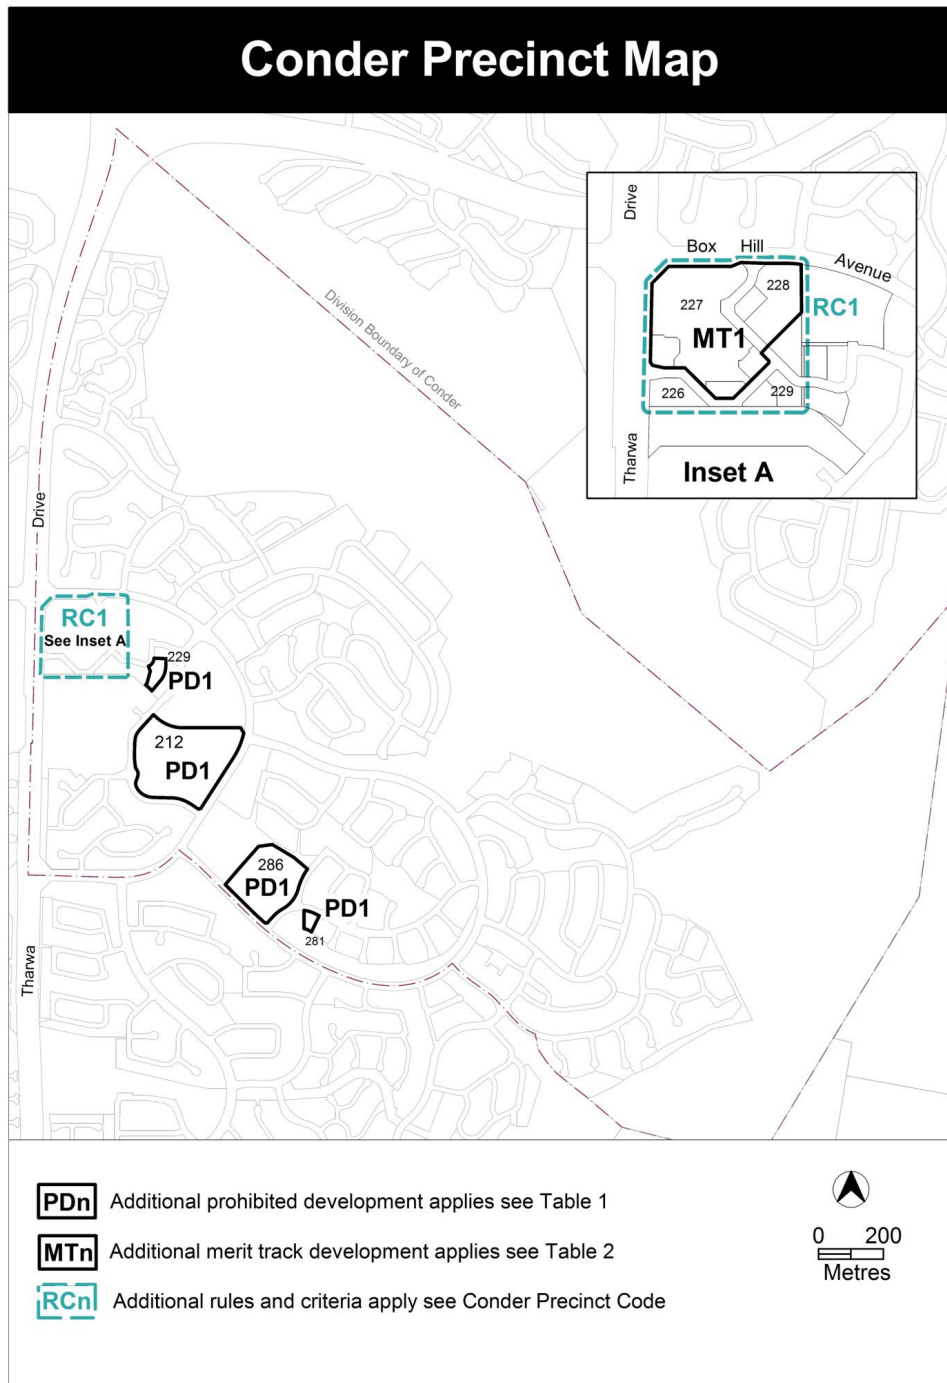 Conder Precinct Map
Drive
Box Hill
Avenue
228
227
RC1
MT1
226
229
Tharwa
Inset A
Division Boundary of Conder
Drive
RC1
See Inset A
229
PD1
212
PD1
286
PD1
PD1
281
Tharwa
PDn Additional prohibited development applies see Table 1
MTn Additional merit track development applies see Table 2
RCn Additional rules and criteria apply see Conder Precinct Code
0 200
Metres